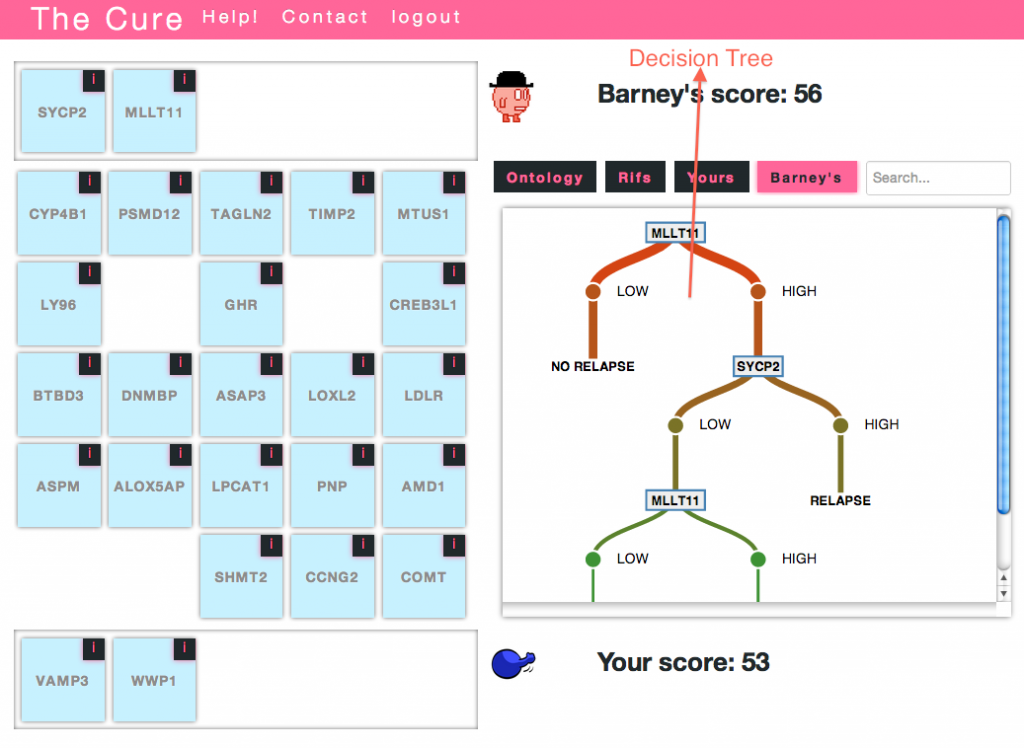 The Cure Help! Contact logout
Decision Tree
Barney's score: 56
i i
SYCP2 MLLT11
Ontology Rifs Yours Barney's Search...
i i i i i
CYP4B1 PSMD12 TAGLN2 TIMP2 MTUS1
i i i
LY96 GHR CREB3L1
i i i i i
BTBD3 DNMBP ASAP3 LOXL2 LDLR
i i i i i
ASPM ALOX5AP LPCAT1 PNP AMD1
i i i
SHMT2 CCNG2 COMT
i i
VAMP3 WWP1
MLLT11
LOW HIGH
NO RELAPSE SYCP2
LOW HIGH
MLLT11 RELAPSE
LOW HIGH
Your score: 53